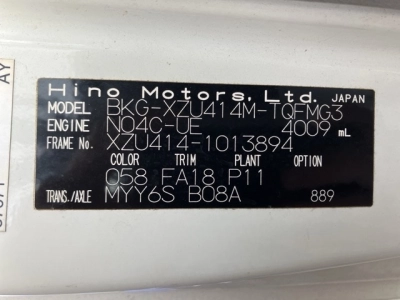 Hino Motors, Ltd. JAPAN
MODEL BKG-XZU414M-TQFMG3
ENGINE N04C-UE 4009 mL
FRAME No. XZU414-1013894
COLOR TRIM PLANT OPTION
058 FA18 P11
TRANS./AXLE MYY6S B08A 889
AY